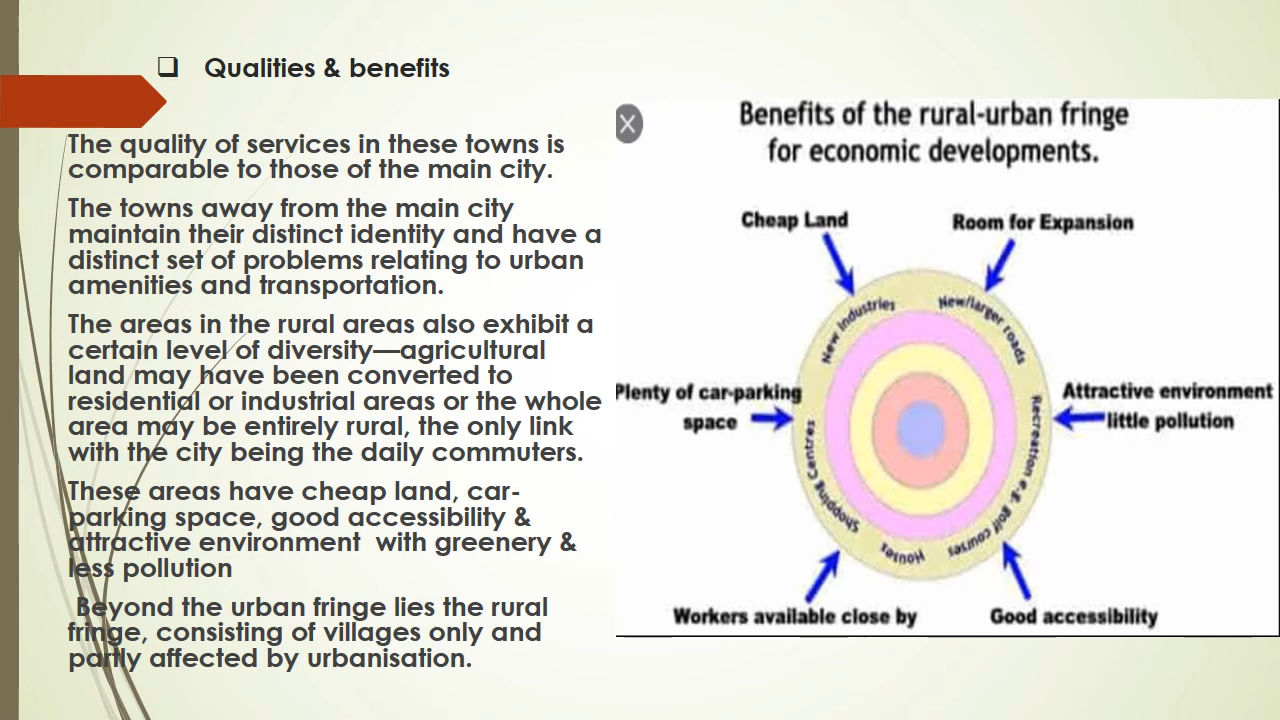 Qualities & benefits
The quality of services in these towns is
comparable to those of the main city.
The towns away from the main city
maintain their distinct identity and have a
distinct set of problems relating to urban
amenities and transportation.
The areas in the rural areas also exhibit a
certain level of diversity—agricultural
land may have been converted to
residential or industrial areas or the whole
area may be entirely rural, the only link
with the city being the daily commuters.
These areas have cheap land, car-
parking space, good accessibility &
attractive environment with greenery &
less pollution
Beyond the urban fringe lies the rural
fringe, consisting of villages only and
partly affected by urbanisation.
Benefits of the rural-urban fringe
for economic developments.
Cheap Land
Room for Expansion
New Industries
New/larger roads
Plenty of car-parking
space
Attractive environment
little pollution
Shopping Centres
Recreation e.g. golf courses
Houses
Workers available close by
Good accessibility